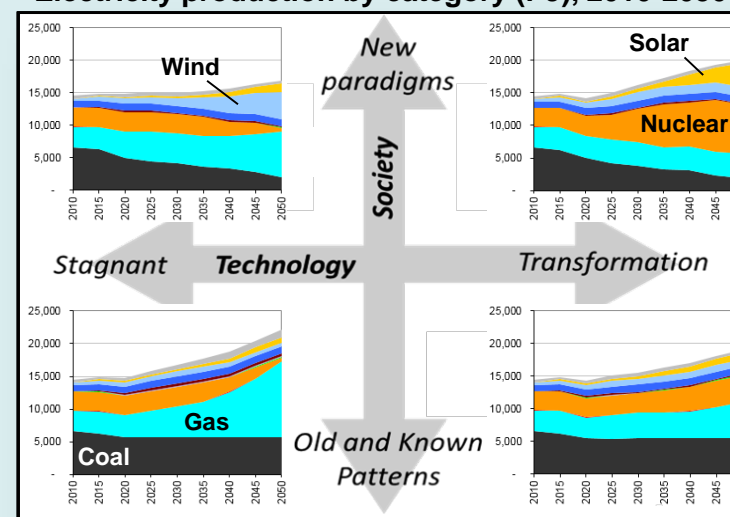 Electricity production by category (PJ), 2010-2050
25,000
20,000
15,000
10,000
5,000
-
Wind
2010 2015 2020 2025 2030 2035 2040 2045 2050
New
paradigms
Society
25,000
20,000
15,000
10,000
5,000
-
Solar
Nuclear
2010 2015 2020 2025 2030 2035 2040 2045
Stagnant
Technology
Transformation
25,000
20,000
15,000
10,000
5,000
-
Gas
Coal
2010 2015 2020 2025 2030 2035 2040 2045 2050
Old and Known
Patterns
25,000
20,000
15,000
10,000
5,000
-
2010 2015 2020 2025 2030 2035 2040 2045